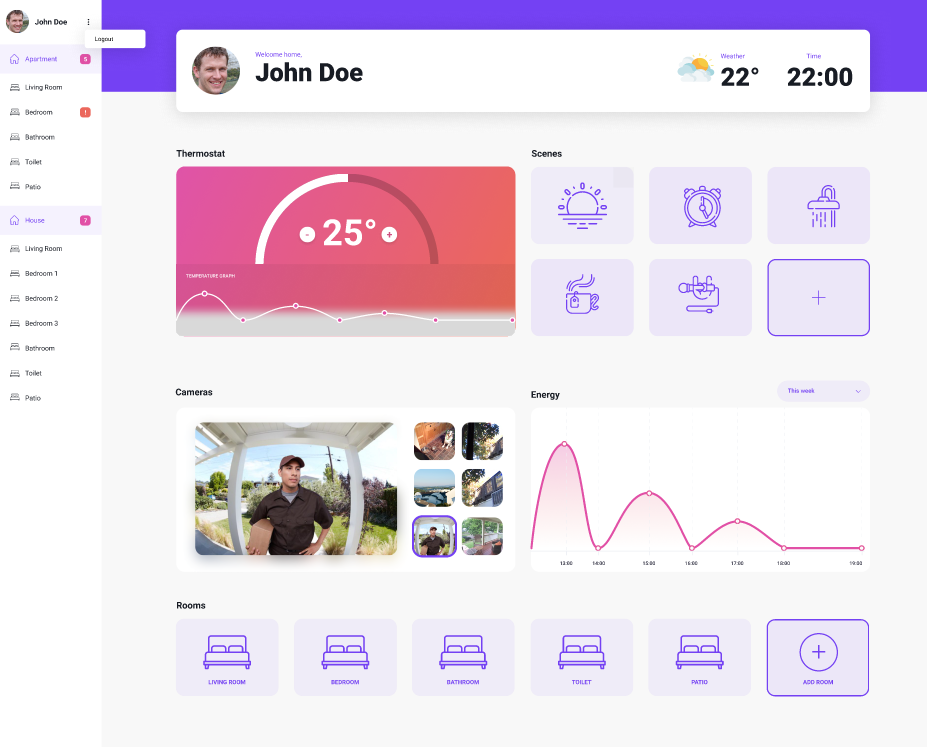 John Doe
Logout
Apartment 5
Living Room
Bedroom !
Bathroom
Toilet
Patio
House 7
Living Room
Bedroom 1
Bedroom 2
Bedroom 3
Bathroom
Toilet
Patio
Welcome home,
John Doe
Weather
22°
Time
22:00
Thermostat
- 25° +
TEMPERATURE GRAPH
Scenes
Cameras
Energy
This week
13:00 14:00 15:00 16:00 17:00 18:00 19:00
Rooms
LIVING ROOM
BEDROOM
BATHROOM
TOILET
PATIO
ADD ROOM